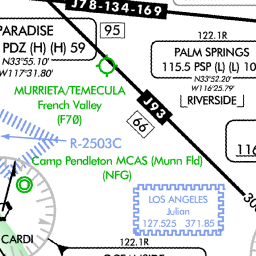 J78-134-169
95
PARADISE
PDZ (H) (H) 59
N33°55.10'
W117°31.80'
122.1R
PALM SPRINGS
115.5 PSP (L) (L) 10
N33°52.20'
W116°25.79'
RIVERSIDE
MURRIETA/TEMECULA
French Valley
(F7Ø)
J93
66
R-2503C
Camp Pendleton MCAS (Munn Fld)
(NFG)
116
LOS ANGELES
Julian
127.525 371.85
30
CARDI
122.1R
OCEANSIDE